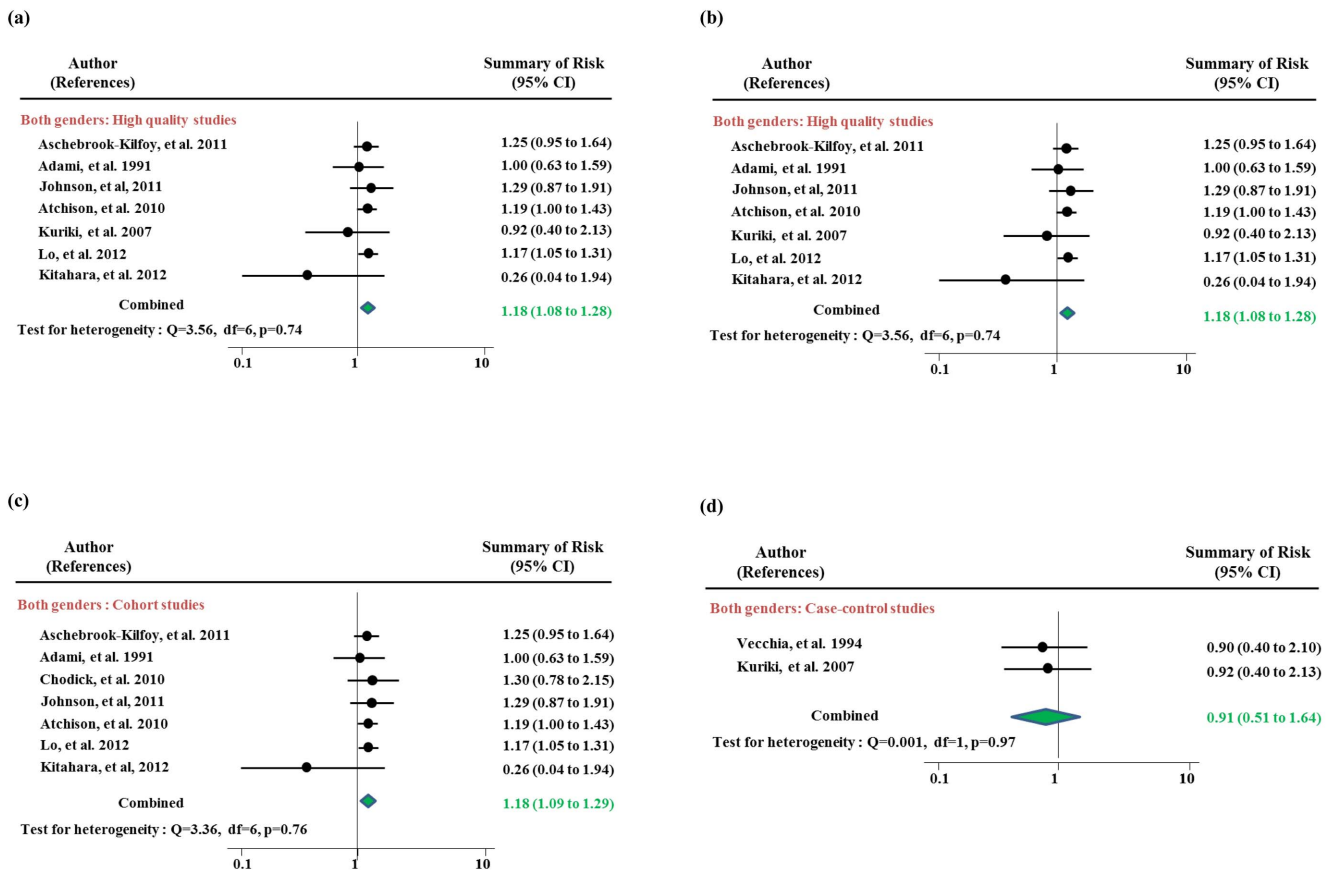 (a)
Author
(References)
Summary of Risk
(95% CI)
Both genders: High quality studies
Aschebrook-Kilfoy, et al. 2011 1.25 (0.95 to 1.64)
Adami, et al. 1991 1.00 (0.63 to 1.59)
Johnson, et al, 2011 1.29 (0.87 to 1.91)
Atchison, et al. 2010 1.19 (1.00 to 1.43)
Kuriki, et al. 2007 0.92 (0.40 to 2.13)
Lo, et al. 2012 1.17 (1.05 to 1.31)
Kitahara, et al. 2012 0.26 (0.04 to 1.94)
Combined 1.18 (1.08 to 1.28)
Test for heterogeneity : Q=3.56, df=6, p=0.74
0.1 1 10
(b)
Author
(References)
Summary of Risk
(95% CI)
Both genders: High quality studies
Aschebrook-Kilfoy, et al. 2011 1.25 (0.95 to 1.64)
Adami, et al. 1991 1.00 (0.63 to 1.59)
Johnson, et al, 2011 1.29 (0.87 to 1.91)
Atchison, et al. 2010 1.19 (1.00 to 1.43)
Kuriki, et al. 2007 0.92 (0.40 to 2.13)
Lo, et al. 2012 1.17 (1.05 to 1.31)
Kitahara, et al. 2012 0.26 (0.04 to 1.94)
Combined 1.18 (1.08 to 1.28)
Test for heterogeneity : Q=3.56, df=6, p=0.74
0.1 1 10
(c)
Author
(References)
Summary of Risk
(95% CI)
Both genders : Cohort studies
Aschebrook-Kilfoy, et al. 2011 1.25 (0.95 to 1.64)
Adami, et al. 1991 1.00 (0.63 to 1.59)
Chodick, et al. 2010 1.30 (0.78 to 2.15)
Johnson, et al, 2011 1.29 (0.87 to 1.91)
Atchison, et al. 2010 1.19 (1.00 to 1.43)
Lo, et al. 2012 1.17 (1.05 to 1.31)
Kitahara, et al, 2012 0.26 (0.04 to 1.94)
Combined 1.18 (1.09 to 1.29)
Test for heterogeneity : Q=3.36, df=6, p=0.76
0.1 1 10
(d)
Author
(References)
Summary of Risk
(95% CI)
Both genders: Case-control studies
Vecchia, et al. 1994 0.90 (0.40 to 2.10)
Kuriki, et al. 2007 0.92 (0.40 to 2.13)
Combined 0.91 (0.51 to 1.64)
Test for heterogeneity : Q=0.001, df=1, p=0.97
0.1 1 10